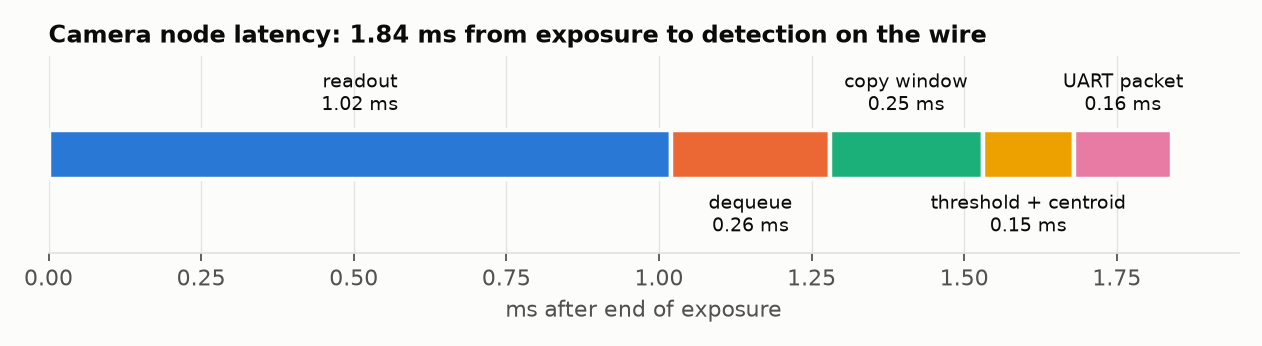 Camera node latency: 1.84 ms from exposure to detection on the wire
readout
1.02 ms
copy window
0.25 ms
UART packet
0.16 ms
dequeue
0.26 ms
threshold + centroid
0.15 ms
0.00 0.25 0.50 0.75 1.00 1.25 1.50 1.75
ms after end of exposure